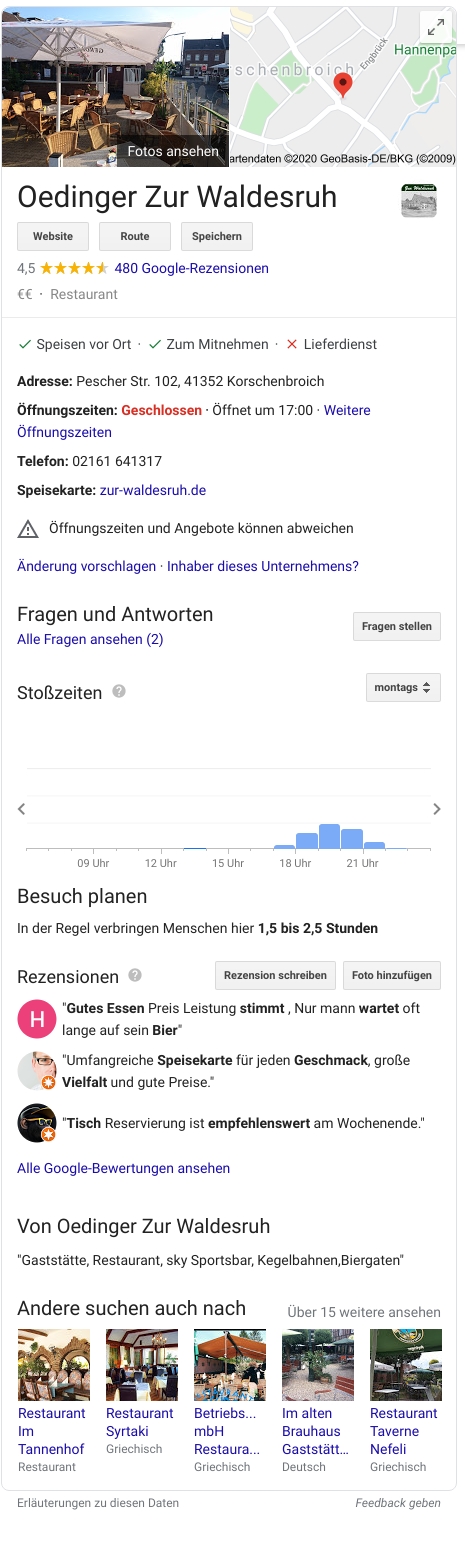 schenbroich
Engbrück
Hannenpa
Fotos ansehen
artendaten ©2020 GeoBasis-DE/BKG (©2009)
Oedinger Zur Waldesruh
Website
Route
Speichern
4,5 480 Google-Rezensionen
€€ · Restaurant
Speisen vor Ort · Zum Mitnehmen · Lieferdienst
Adresse: Pescher Str. 102, 41352 Korschenbroich
Öffnungszeiten: Geschlossen · Öffnet um 17:00 · Weitere
Öffnungszeiten
Telefon: 02161 641317
Speisekarte: zur-waldesruh.de
Öffnungszeiten und Angebote können abweichen
Änderung vorschlagen · Inhaber dieses Unternehmens?
Fragen und Antworten
Alle Fragen ansehen (2)
Fragen stellen
Stoßzeiten ?
montags
09 Uhr 12 Uhr 15 Uhr 18 Uhr 21 Uhr
Besuch planen
In der Regel verbringen Menschen hier 1,5 bis 2,5 Stunden
Rezensionen ?
Rezension schreiben
Foto hinzufügen
H
"Gutes Essen Preis Leistung stimmt , Nur mann wartet oft
lange auf sein Bier"
"Umfangreiche Speisekarte für jeden Geschmack, große
Vielfalt und gute Preise."
"Tisch Reservierung ist empfehlenswert am Wochenende."
Alle Google-Bewertungen ansehen
Von Oedinger Zur Waldesruh
"Gaststätte, Restaurant, sky Sportsbar, Kegelbahnen,Biergaten"
Andere suchen auch nach
Über 15 weitere ansehen
Restaurant
Im
Tannenhof
Restaurant
Restaurant
Syrtaki
Griechisch
Betriebs...
mbH
Restaura...
Griechisch
Im alten
Brauhaus
Gaststätt...
Deutsch
Restaurant
Taverne
Nefeli
Griechisch
Erläuterungen zu diesen Daten
Feedback geben